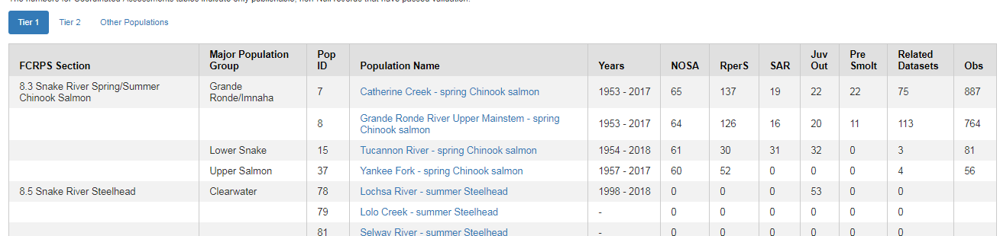 The numbers for Coordinated Assessments tables indicate only publishable, non-Null records that have passed validation.
Tier 1 Tier 2 Other Populations
FCRPS Section Major Population Group Pop ID Population Name Years NOSA RperS SAR Juv Out Pre Smolt Related Datasets Obs
8.3 Snake River Spring/Summer Chinook Salmon Grande Ronde/Imnaha 7 Catherine Creek - spring Chinook salmon 1953 - 2017 65 137 19 22 22 75 887
8 Grande Ronde River Upper Mainstem - spring Chinook salmon 1953 - 2017 64 126 16 20 11 113 764
Lower Snake 15 Tucannon River - spring Chinook salmon 1954 - 2018 61 30 31 32 0 3 81
Upper Salmon 37 Yankee Fork - spring Chinook salmon 1957 - 2017 60 52 0 0 0 4 56
8.5 Snake River Steelhead Clearwater 78 Lochsa River - summer Steelhead 1998 - 2018 0 0 0 53 0 0
79 Lolo Creek - summer Steelhead - 0 0 0 0 0 0
81 Selway River - summer Steelhead - 0 0 0 0 0 0